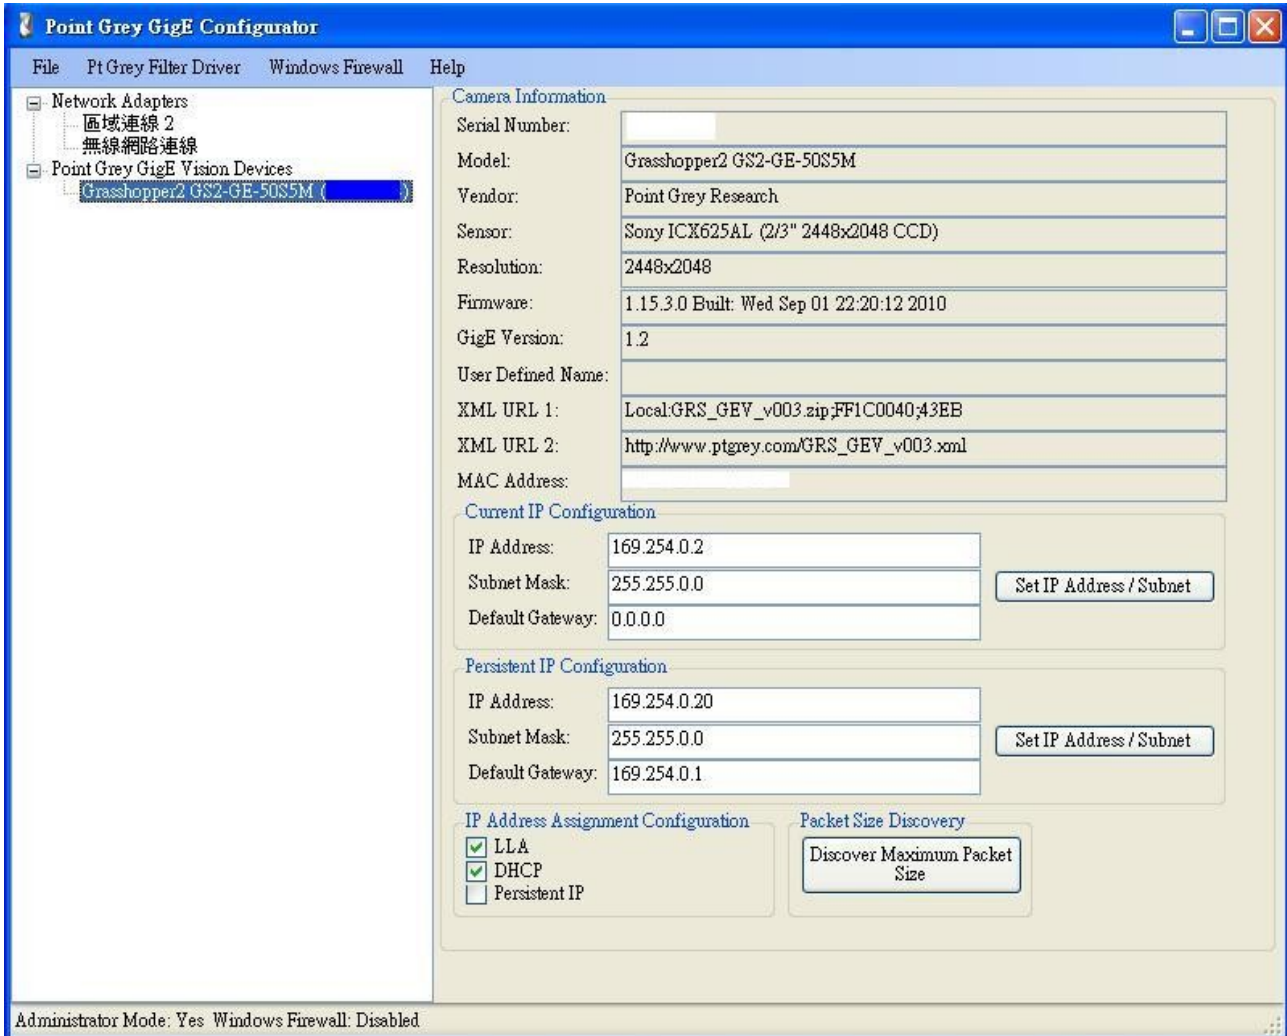 Point Grey GigE Configurator
File Pt Grey Filter Driver Windows Firewall Help
Network Adapters
區域連線 2
無線網路連線
Point Grey GigE Vision Devices
Grasshopper2 GS2-GE-50S5M ( )
Camera Information
Serial Number:
Model: Grasshopper2 GS2-GE-50S5M
Vendor: Point Grey Research
Sensor: Sony ICX625AL (2/3" 2448x2048 CCD)
Resolution: 2448x2048
Firmware: 1.15.3.0 Built: Wed Sep 01 22:20:12 2010
GigE Version: 1.2
User Defined Name:
XML URL 1: Local:GRS_GEV_v003.zip;FF1C0040;43EB
XML URL 2: http://www.ptgrey.com/GRS_GEV_v003.xml
MAC Address:
Current IP Configuration
IP Address: 169.254.0.2
Subnet Mask: 255.255.0.0
Set IP Address / Subnet
Default Gateway: 0.0.0.0
Persistent IP Configuration
IP Address: 169.254.0.20
Subnet Mask: 255.255.0.0
Set IP Address / Subnet
Default Gateway: 169.254.0.1
IP Address Assignment Configuration
LLA
DHCP
Persistent IP
Packet Size Discovery
Discover Maximum Packet
Size
Administrator Mode: Yes Windows Firewall: Disabled